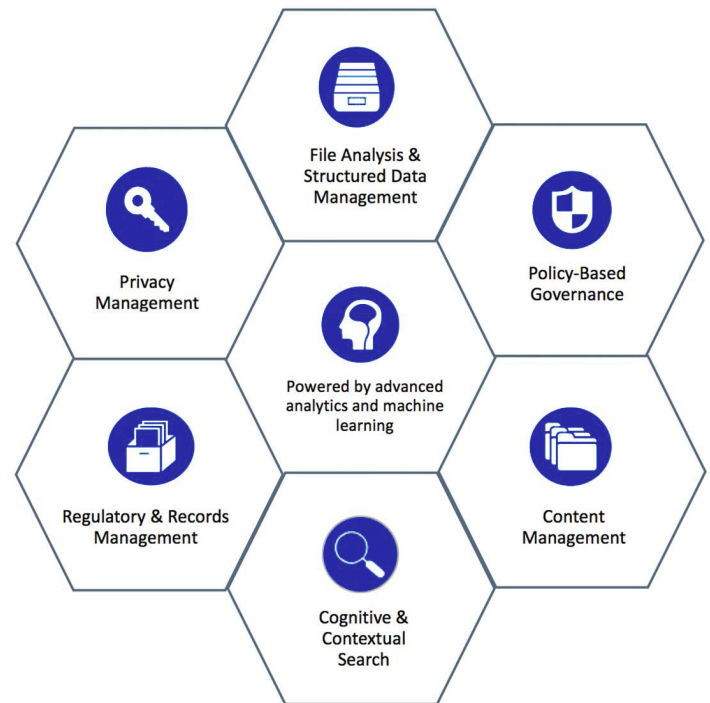 File Analysis &
Structured Data
Management
Privacy
Management
Policy-Based
Governance
Powered by advanced
analytics and machine
learning
Regulatory & Records
Management
Content
Management
Cognitive &
Contextual
Search